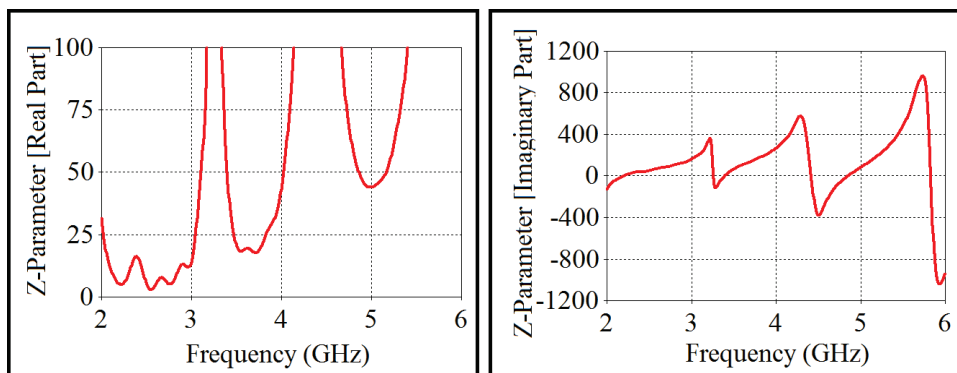 Z-Parameter [Real Part]
100
75
50
25
0
2 3 4 5 6
Frequency (GHz)
Z-Parameter [Imaginary Part]
1200
800
400
0
-400
-800
-1200
2 3 4 5 6
Frequency (GHz)